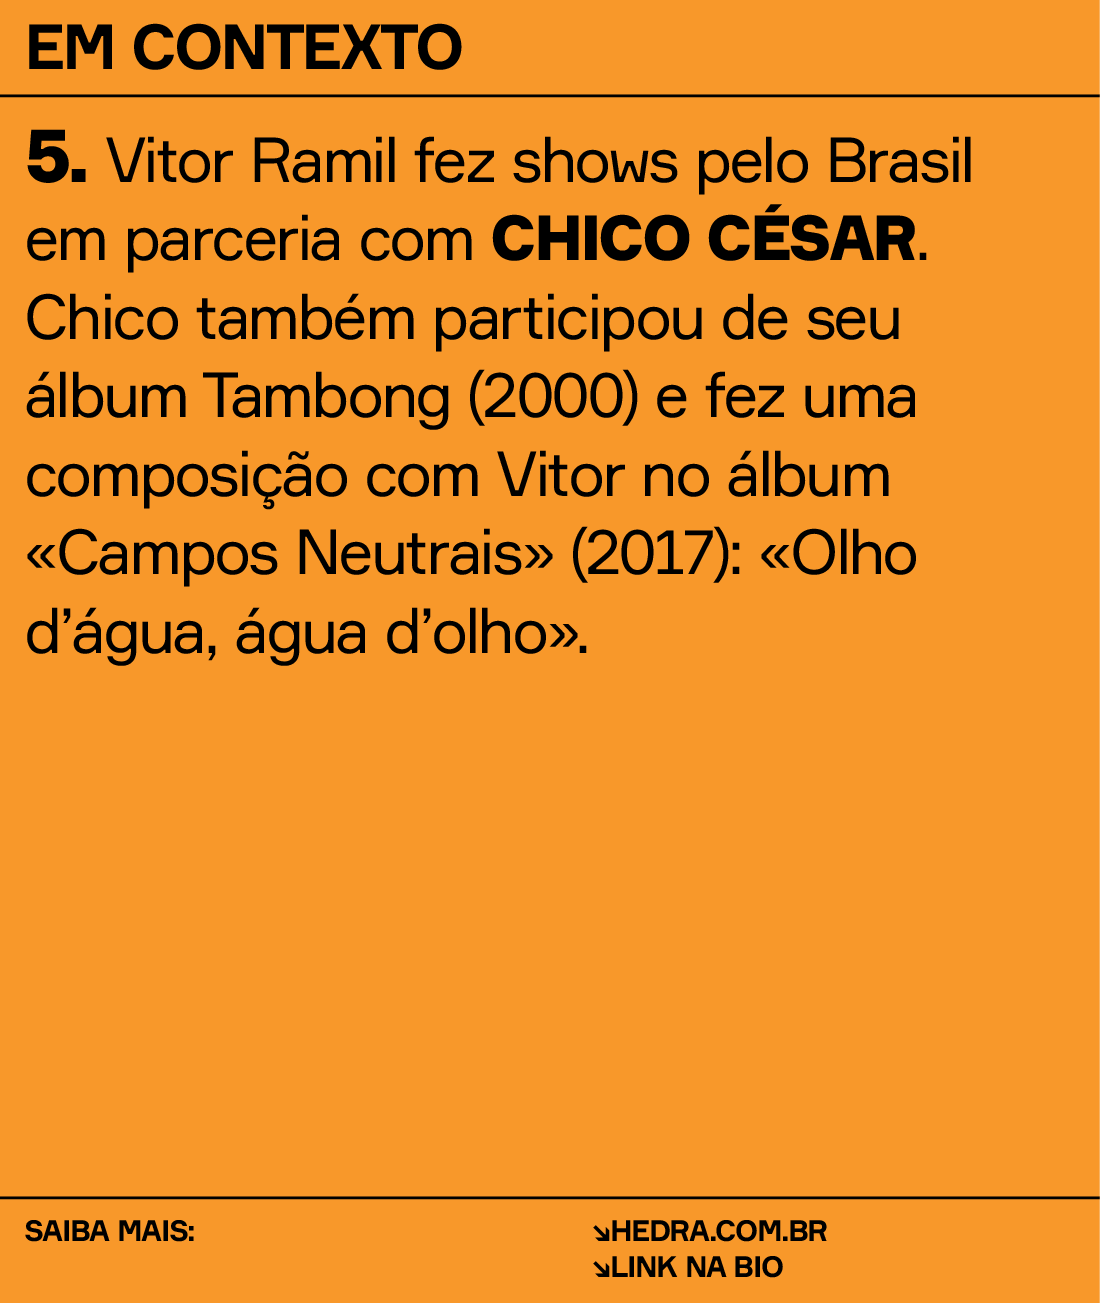 EM CONTEXTO
5. Vitor Ramil fez shows pelo Brasil
em parceria com CHICO CÉSAR.
Chico também participou de seu
álbum Tambong (2000) e fez uma
composição com Vitor no álbum
«Campos Neutrais» (2017): «Olho
d’água, água d’olho».
SAIBA MAIS:
↘HEDRA.COM.BR
↘LINK NA BIO